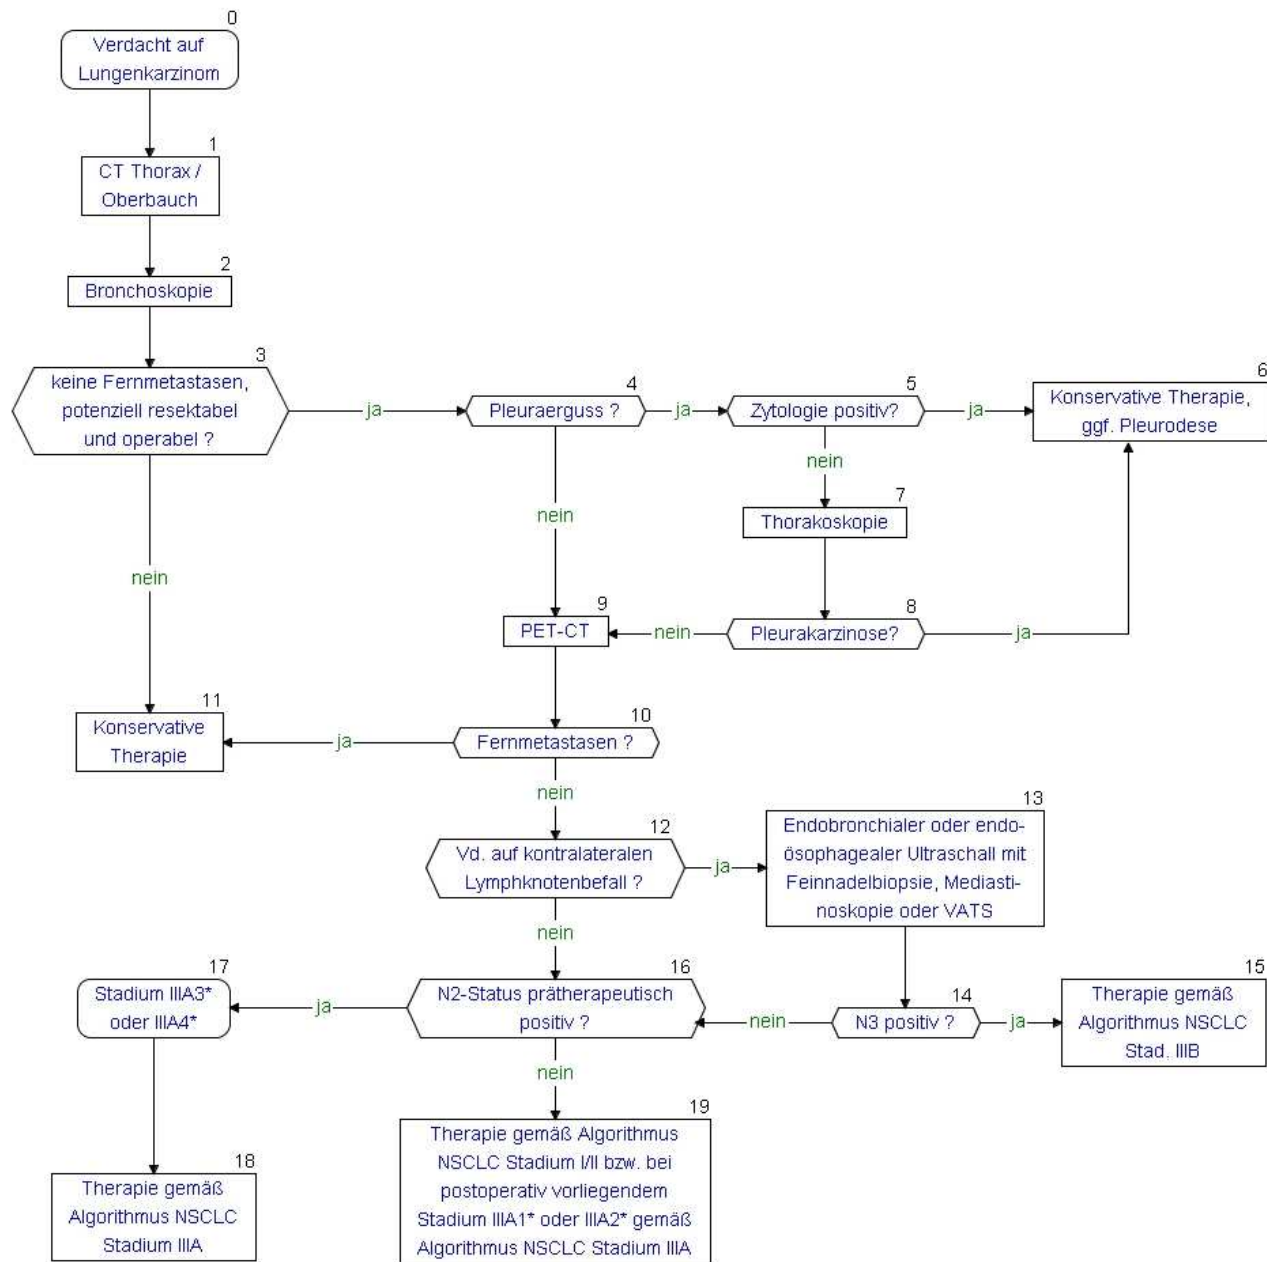 0
Verdacht auf
Lungenkarzinom
1
CT Thorax /
Oberbauch
2
Bronchoskopie
3
keine Fernmetastasen,
potenziell resektabel
und operabel ?
ja
4
Pleuraerguss ?
ja
5
Zytologie positiv?
ja
6
Konservative Therapie,
ggf. Pleurodese
nein
7
Thorakoskopie
nein
nein
8
Pleurakarzinose?
ja
nein
9
PET-CT
10
Fernmetastasen ?
ja
11
Konservative
Therapie
nein
12
Vd. auf kontralateralen
Lymphknotenbefall ?
ja
13
Endobronchialer oder endo-
ösophagealer Ultraschall mit
Feinnadelbiopsie, Mediasti-
noskopie oder VATS
nein
14
N3 positiv ?
ja
15
Therapie gemäß
Algorithmus NSCLC
Stad. IIIB
nein
16
N2-Status prätherapeutisch
positiv ?
ja
17
Stadium IIIA3*
oder IIIA4*
18
Therapie gemäß
Algorithmus NSCLC
Stadium IIIA
nein
19
Therapie gemäß Algorithmus
NSCLC Stadium I/II bzw. bei
postoperativ vorliegendem
Stadium IIIA1* oder IIIA2* gemäß
Algorithmus NSCLC Stadium IIIA